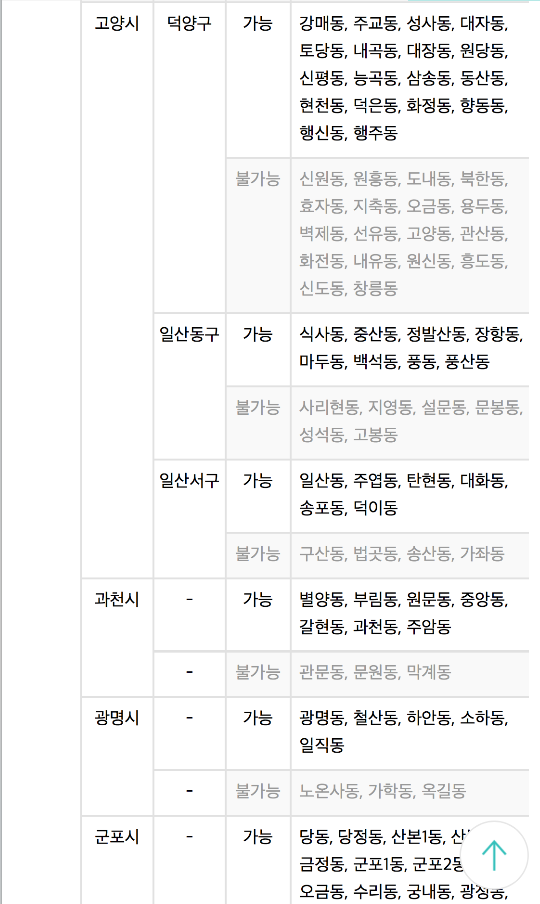 고양시 덕양구 가능 강매동, 주교동, 성사동, 대자동,
토당동, 내곡동, 대장동, 원당동,
신평동, 능곡동, 삼송동, 동산동,
현천동, 덕은동, 화정동, 향동동,
행신동, 행주동
불가능 신원동, 원흥동, 도내동, 북한동,
효자동, 지축동, 오금동, 용두동,
벽제동, 선유동, 고양동, 관산동,
화전동, 내유동, 원신동, 흥도동,
신도동, 창릉동
일산동구 가능 식사동, 중산동, 정발산동, 장항동,
마두동, 백석동, 풍동, 풍산동
불가능 사리현동, 지영동, 설문동, 문봉동,
성석동, 고봉동
일산서구 가능 일산동, 주엽동, 탄현동, 대화동,
송포동, 덕이동
불가능 구산동, 법곳동, 송산동, 가좌동
과천시 - 가능 별양동, 부림동, 원문동, 중앙동,
갈현동, 과천동, 주암동
- 불가능 관문동, 문원동, 막계동
광명시 - 가능 광명동, 철산동, 하안동, 소하동,
일직동
- 불가능 노온사동, 가학동, 옥길동
군포시 - 가능 당동, 당정동, 산본1동,
금정동, 군포1동, 군포2동
오금동, 수리동, 궁내동, 광정동,